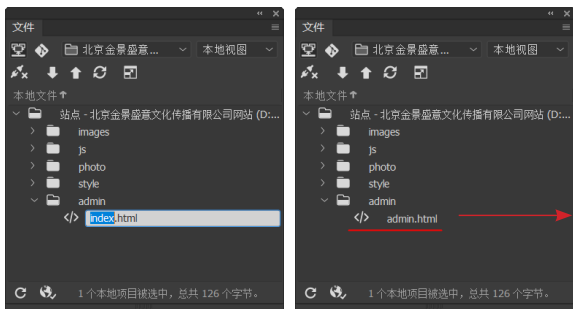 文件
北京金景盛意... 本地视图
本地文件↑
站点 - 北京金景盛意文化传播有限公司网站 (D:...
images
js
photo
style
admin
index.html
1 个本地项目被选中，总共 126 个字节。
文件
北京金景盛意... 本地视图
本地文件↑
站点 - 北京金景盛意文化传播有限公司网站 (D:...
images
js
photo
style
admin
admin.html
1 个本地项目被选中，总共 126 个字节。